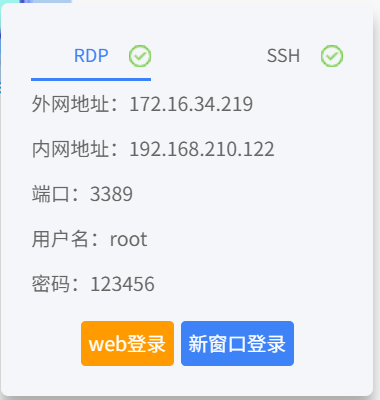 RDP SSH
外网地址：172.16.34.219
内网地址：192.168.210.122
端口：3389
用户名：root
密码：123456
web登录 新窗口登录